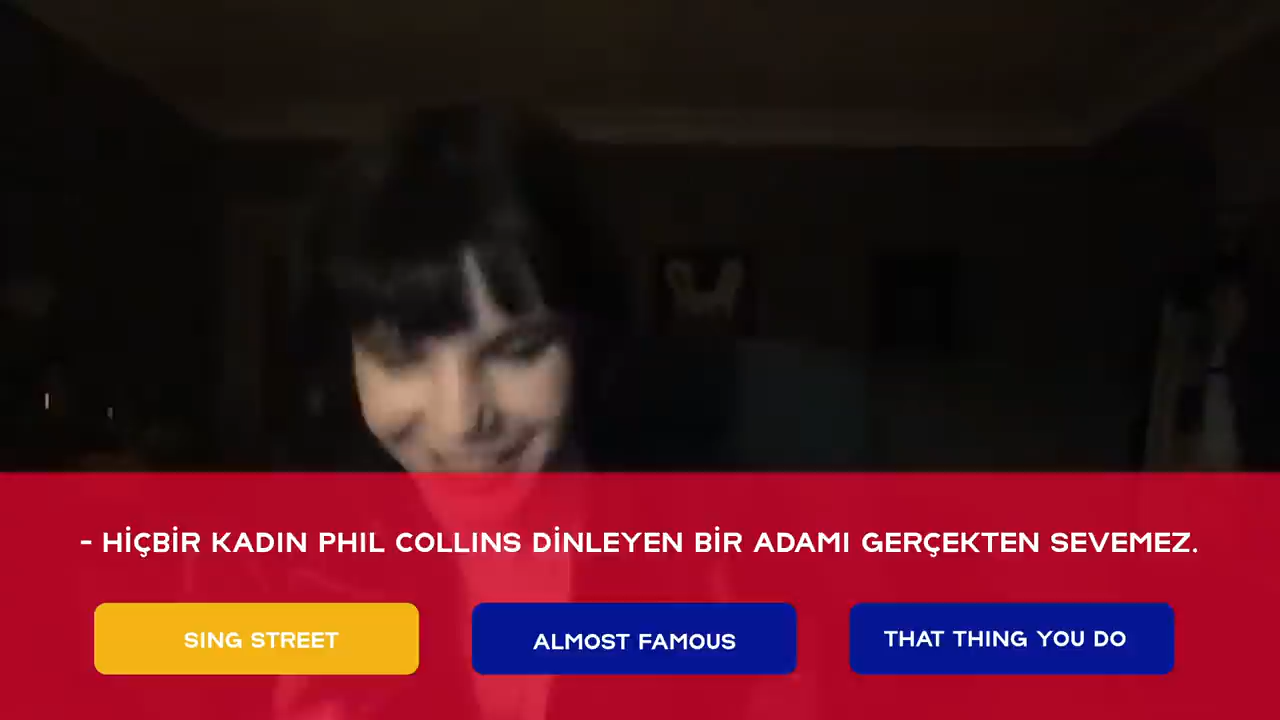 - HİÇBİR KADIN PHIL COLLINS DİNLEYEN BİR ADAMI GERÇEKTEN SEVEMEZ.
SING STREET
ALMOST FAMOUS
THAT THING YOU DO